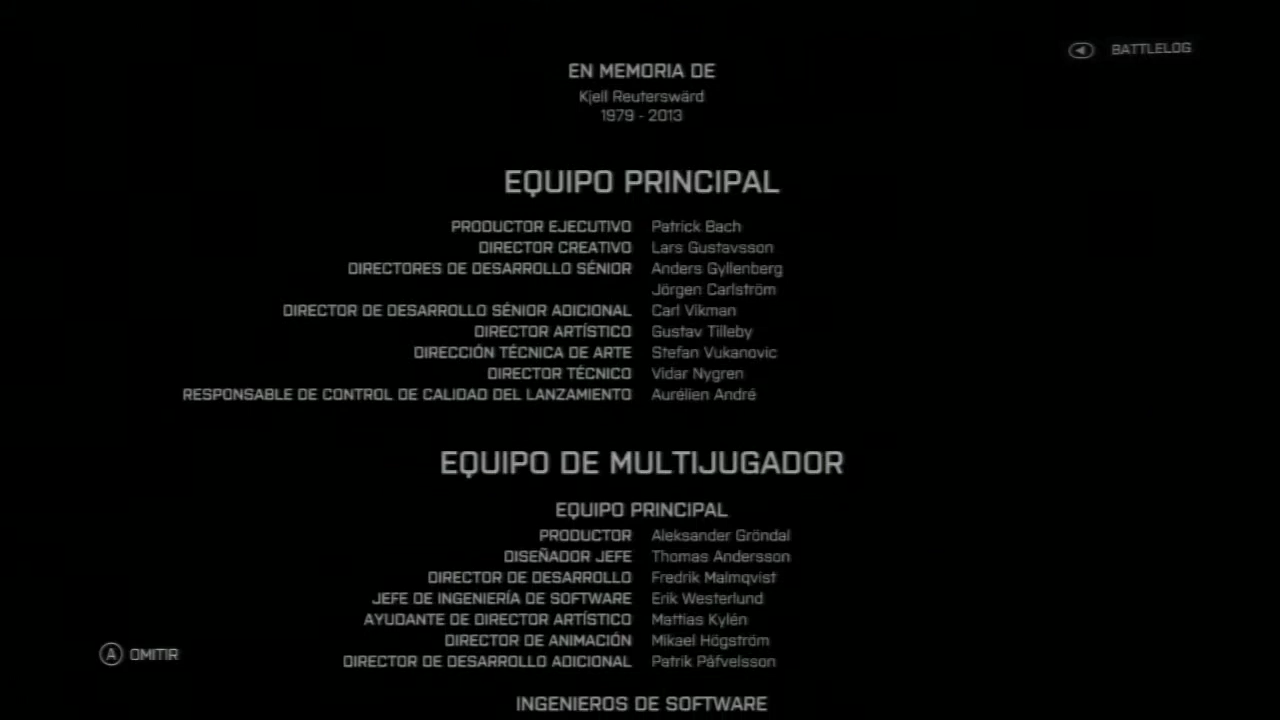 BATTLELOG
EN MEMORIA DE
Kjell Reuterswärd
1979 - 2013
EQUIPO PRINCIPAL
PRODUCTOR EJECUTIVO Patrick Bach
DIRECTOR CREATIVO Lars Gustavsson
DIRECTORES DE DESARROLLO SÉNIOR Anders Gyllenberg
Jörgen Carlström
DIRECTOR DE DESARROLLO SÉNIOR ADICIONAL Carl Vikman
DIRECTOR ARTÍSTICO Gustav Tilleby
DIRECCIÓN TÉCNICA DE ARTE Stefan Vukanovic
DIRECTOR TÉCNICO Vidar Nygren
RESPONSABLE DE CONTROL DE CALIDAD DEL LANZAMIENTO Aurélien André
EQUIPO DE MULTIJUGADOR
EQUIPO PRINCIPAL
PRODUCTOR Aleksander Gröndal
DISEÑADOR JEFE Thomas Andersson
DIRECTOR DE DESARROLLO Fredrik Malmqvist
JEFE DE INGENIERÍA DE SOFTWARE Erik Westerlund
AYUDANTE DE DIRECTOR ARTÍSTICO Mattias Kylén
DIRECTOR DE ANIMACIÓN Mikael Högström
DIRECTOR DE DESARROLLO ADICIONAL Patrik Påfvelsson
A OMITIR
INGENIEROS DE SOFTWARE